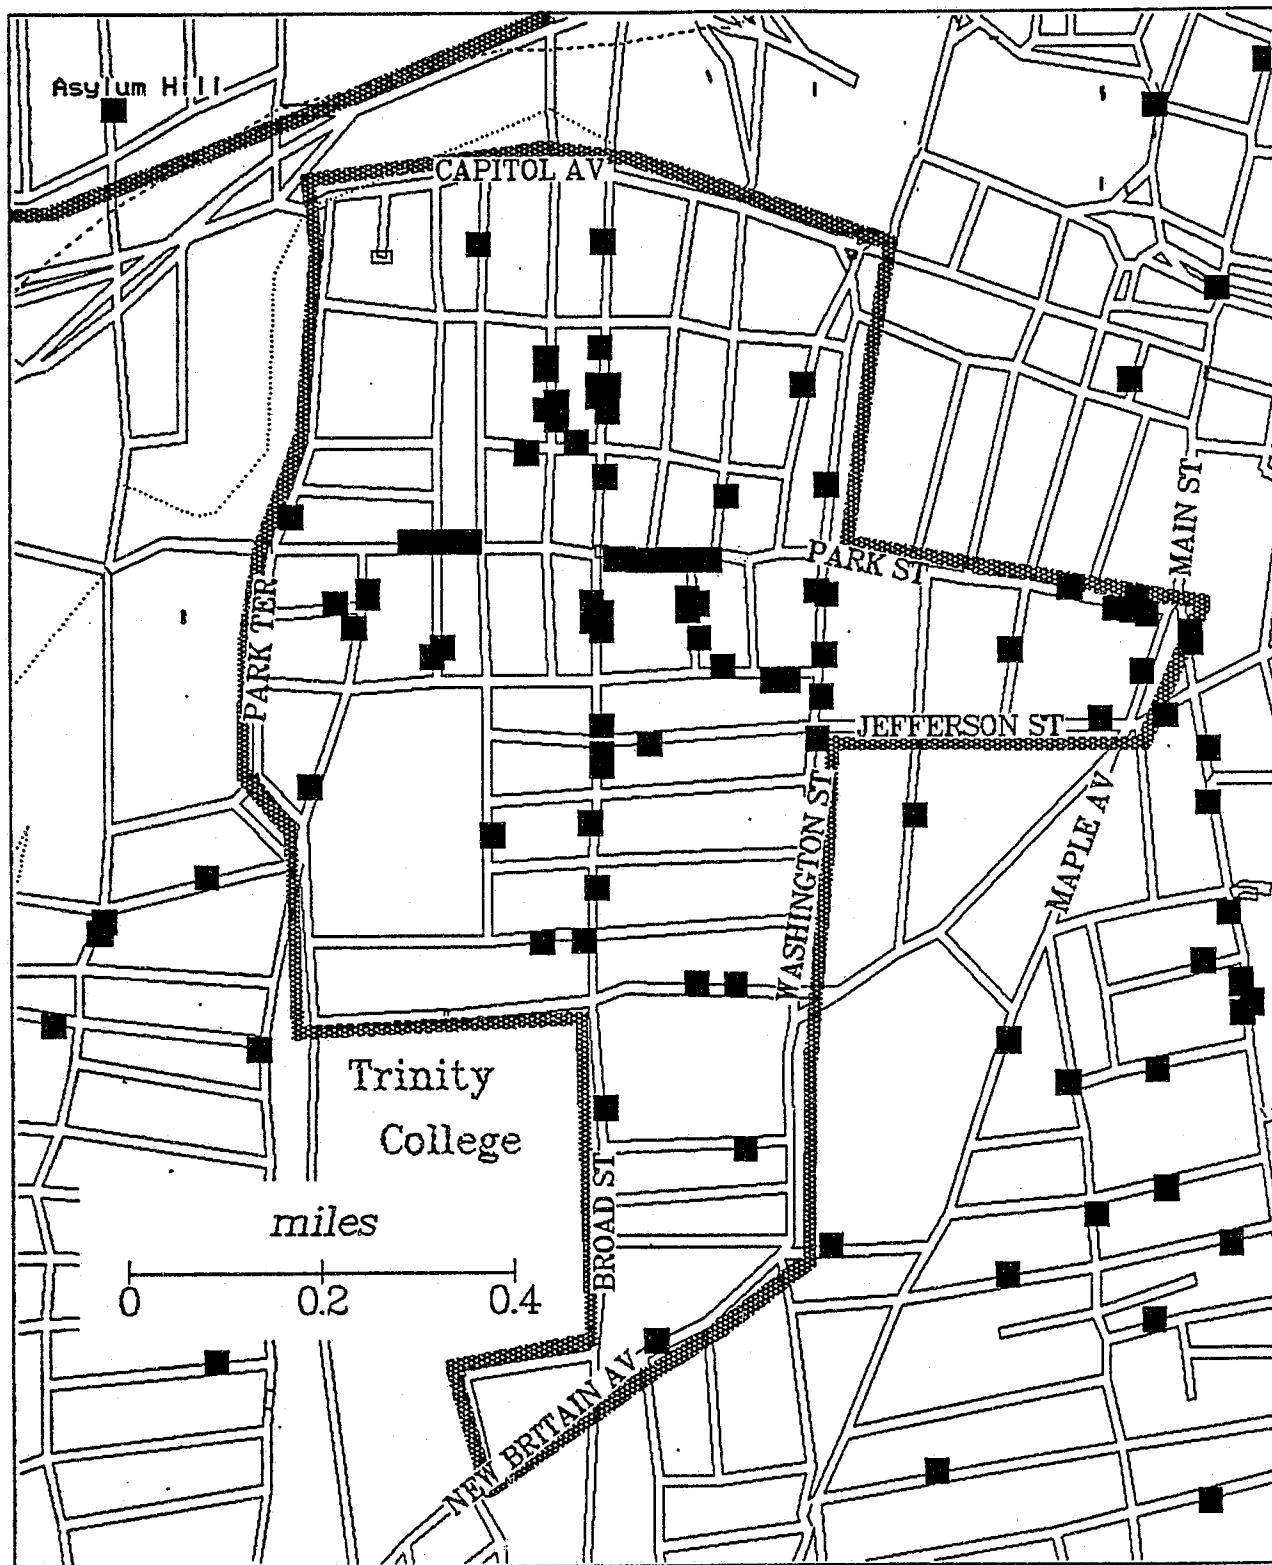 Asylum Hill
CAPITOL AV
MAIN ST
PARK ST
PARK TER
JEFFERSON ST
WASHINGTON ST
MAPLE AV
Trinity
College
BROAD ST
miles
0 0.2 0.4
NEW BRITAIN AV